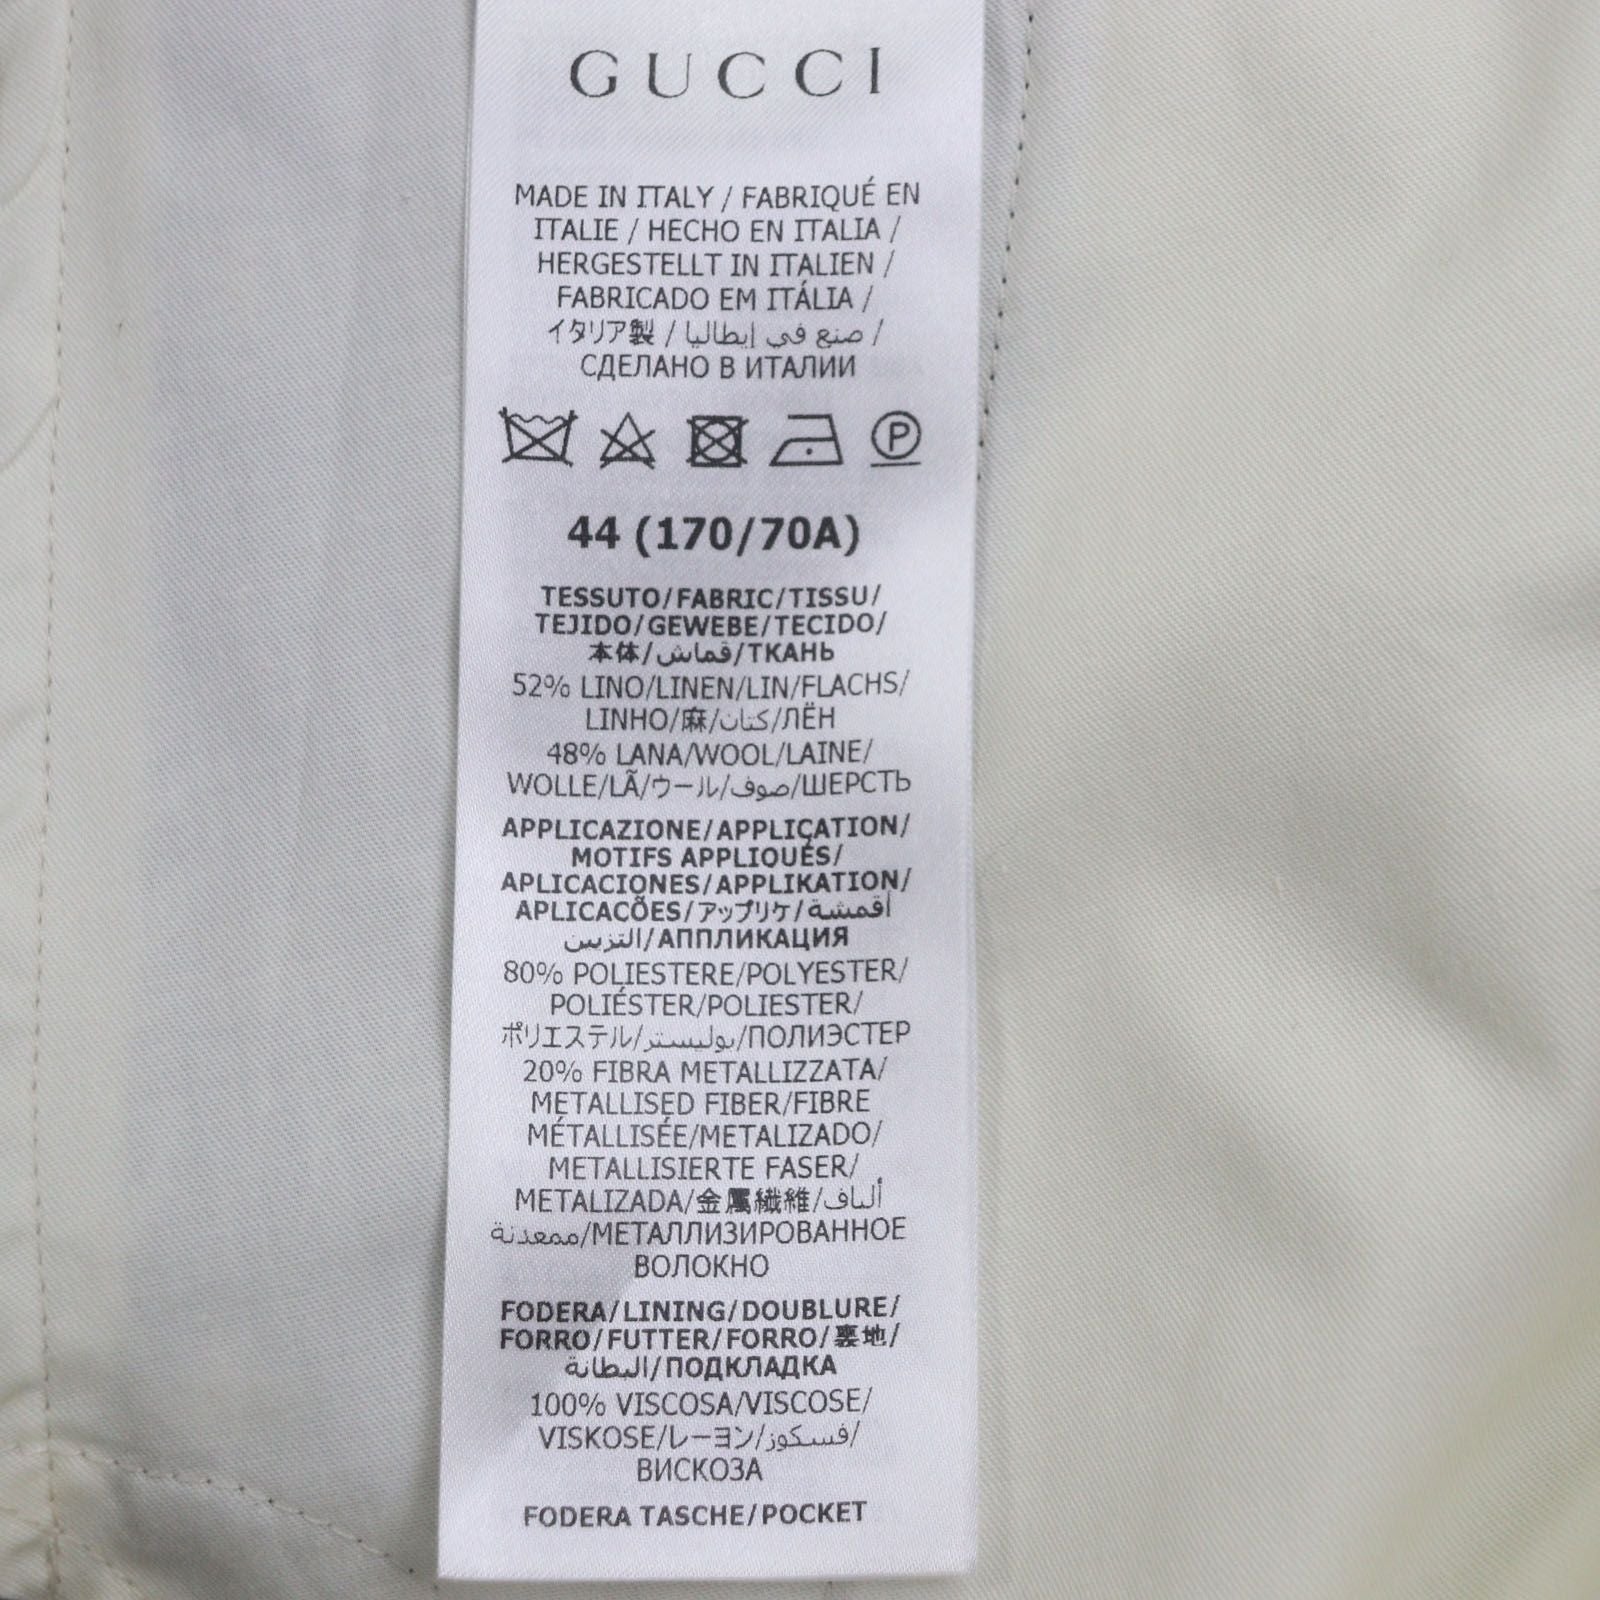 GUCCI
MADE IN ITALY / FABRIQUÉ EN
ITALIE / HECHO EN ITALIA /
HERGESTELLT IN ITALIEN /
FABRICADO EM ITÁLIA /
イタリア製 / صنع في إيطاليا /
СДЕЛАНО В ИТАЛИИ
P
44 (170/70A)
TESSUTO/FABRIC/TISSU/
TEJIDO/GEWEBE/TECIDO/
本体/قماش/ТКАНЬ
52% LINO/LINEN/LIN/FLACHS/
LINHO/麻/كتان/ЛЁН
48% LANA/WOOL/LAINE/
WOLLE/LÃ/ウール/صوف/ШЕРСТЬ
APPLICAZIONE/APPLICATION/
MOTIFS APPLIQUÉS/
APLICACIONES/APPLIKATION/
APLICAÇÕES/アップリケ/أقمشة
التزيين/АППЛИКАЦИЯ
80% POLIESTERE/POLYESTER/
POLIÉSTER/POLIESTER/
ポリエステル/بوليستر/ПОЛИЭСТЕР
20% FIBRA METALLIZZATA/
METALLISED FIBER/FIBRE
MÉTALLISÉE/METALIZADO/
METALLISIERTE FASER/
METALIZADA/金属繊維/ألياف
ممعدنة/МЕТАЛЛИЗИРОВАННОЕ
ВОЛОКНО
FODERA/LINING/DOUBLURE/
FORRO/FUTTER/FORRO/裏地/
البطانة/ПОДКЛАДКА
100% VISCOSA/VISCOSE/
VISKOSE/レーヨン/فسكوز/
ВИСКОЗА
FODERA TASCHE/POCKET